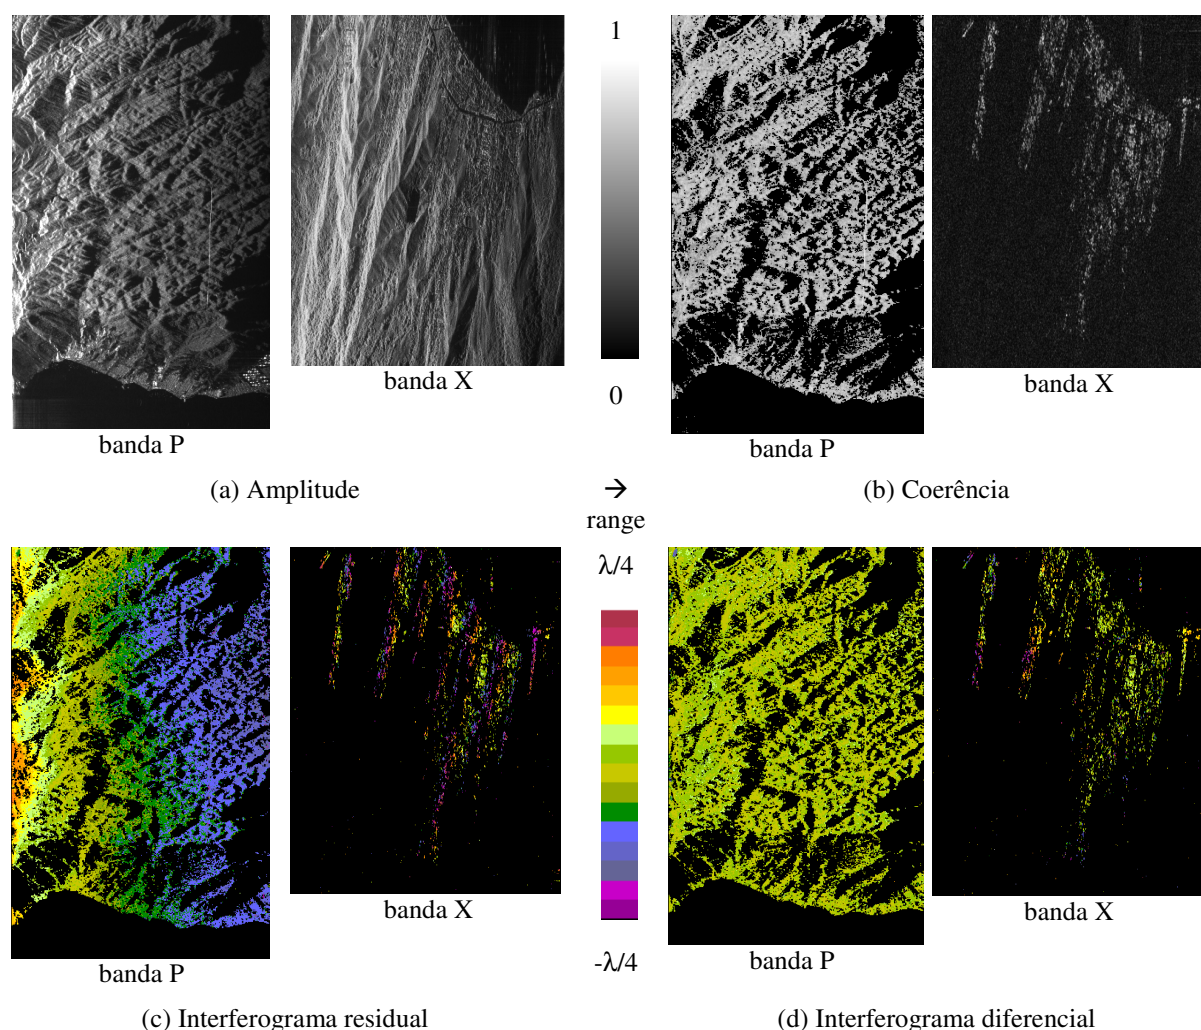 1
0
banda X
banda X
banda P
banda P
(a) Amplitude
→
(b) Coerência
range
λ/4
banda X
banda X
banda P
-λ/4
banda P
(c) Interferograma residual
(d) Interferograma diferencial